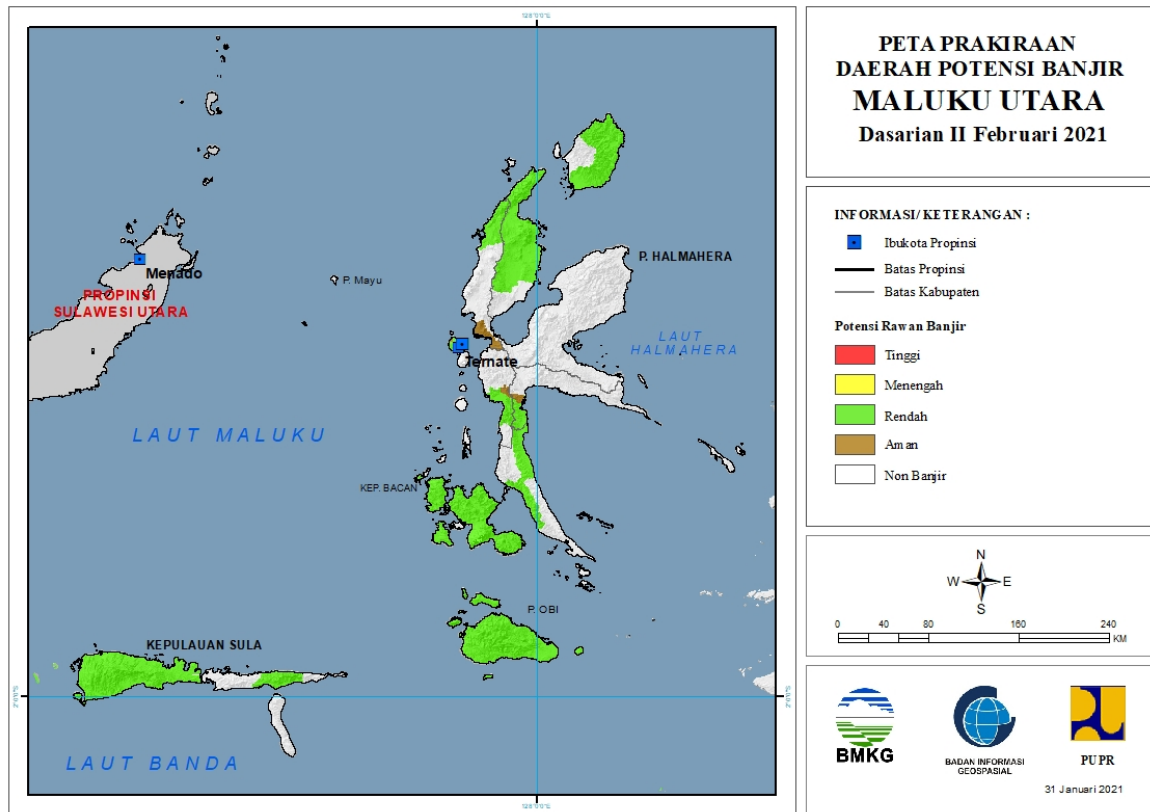 PETA PRAKIRAAN
DAERAH POTENSI BANJIR
MALUKU UTARA
Dasarian II Februari 2021
INFORMASI/ KETERANGAN :
Ibukota Propinsi
Batas Propinsi
Batas Kabupaten
Potensi Rawan Banjir
Tinggi
Menengah
Rendah
Aman
Non Banjir
N
W E
S
0 40 80 160 240
KM
BMKG
BADAN INFORMASI
GEOSPASIAL
PUPR
31 Januari 2021
128°0'0"E
Menado
PROPINSI
SULAWESI UTARA
P. Mayu
P. HALMAHERA
LAUT
HALMAHERA
Ternate
LAUT MALUKU
KEP. BACAN
P. OBI
KEPULAUAN SULA
LAUT BANDA